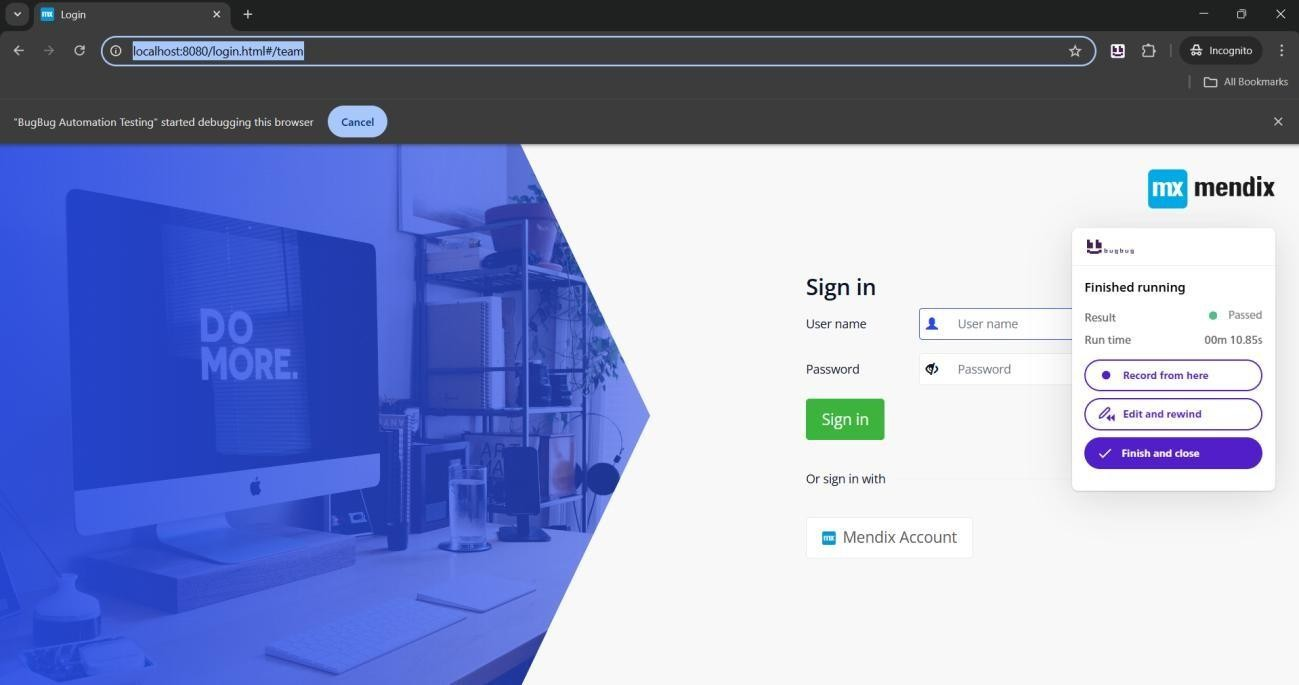 Login
localhost:8080/login.html#/team
Incognito
All Bookmarks
"BugBug Automation Testing" started debugging this browser
Cancel
mx mendix
DO
MORE.
bugbug
Finished running
Result Passed
Run time 00m 10.85s
Record from here
Edit and rewind
Finish and close
Sign in
User name User name
Password Password
Sign in
Or sign in with
mx Mendix Account